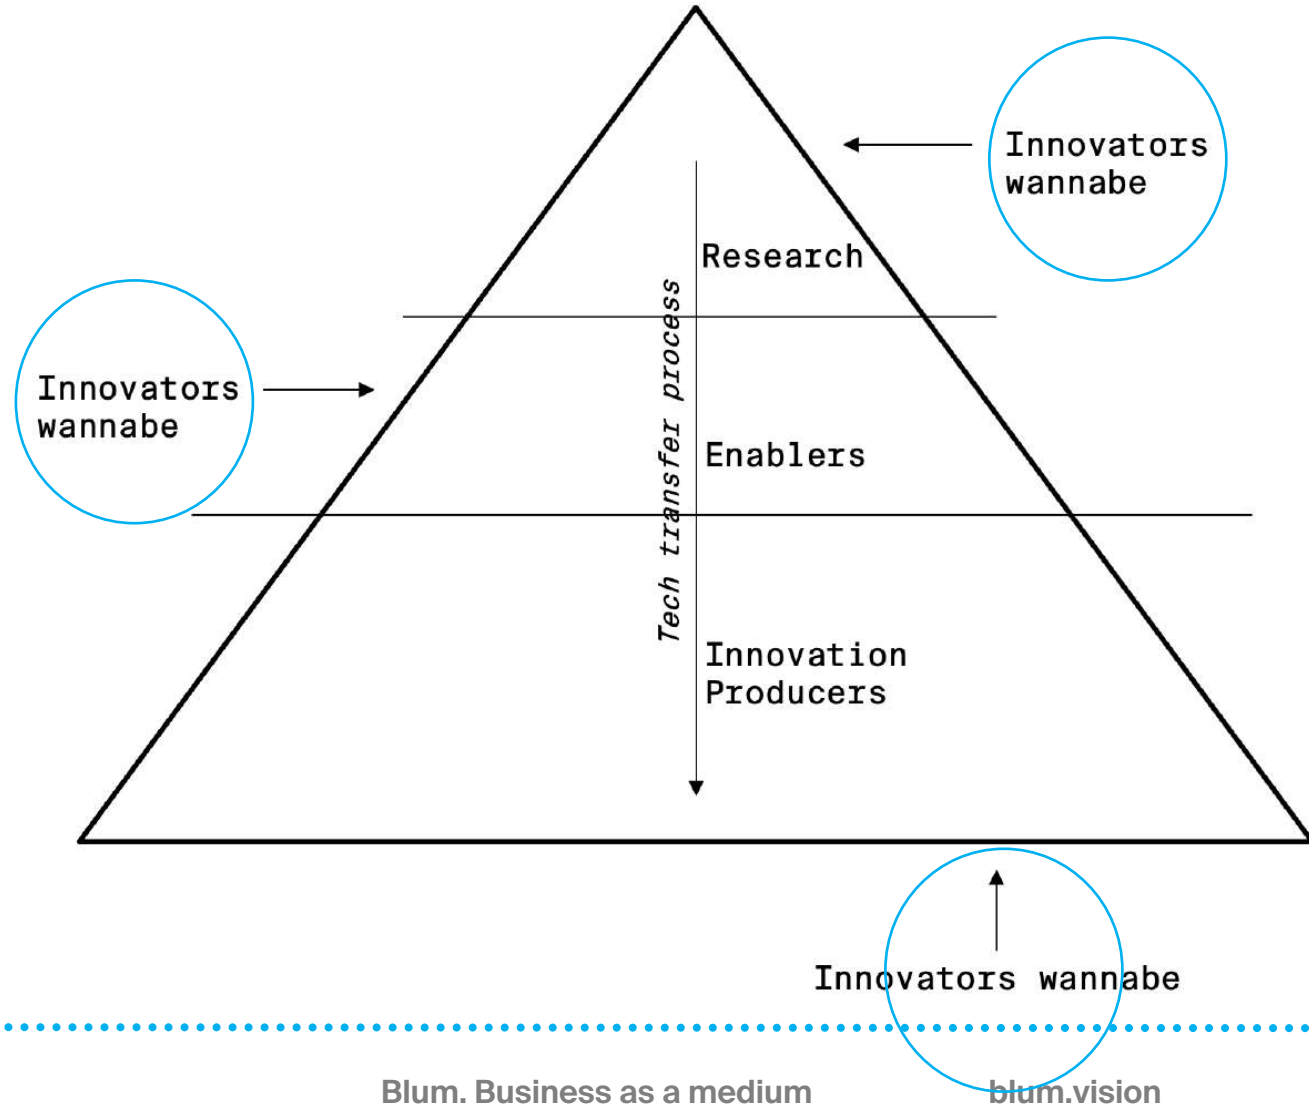 Innovators
wannabe
Research
Innovators
wannabe
Tech transfer process
Enablers
Innovation
Producers
Innovators wannabe
Blum. Business as a medium
blum.vision